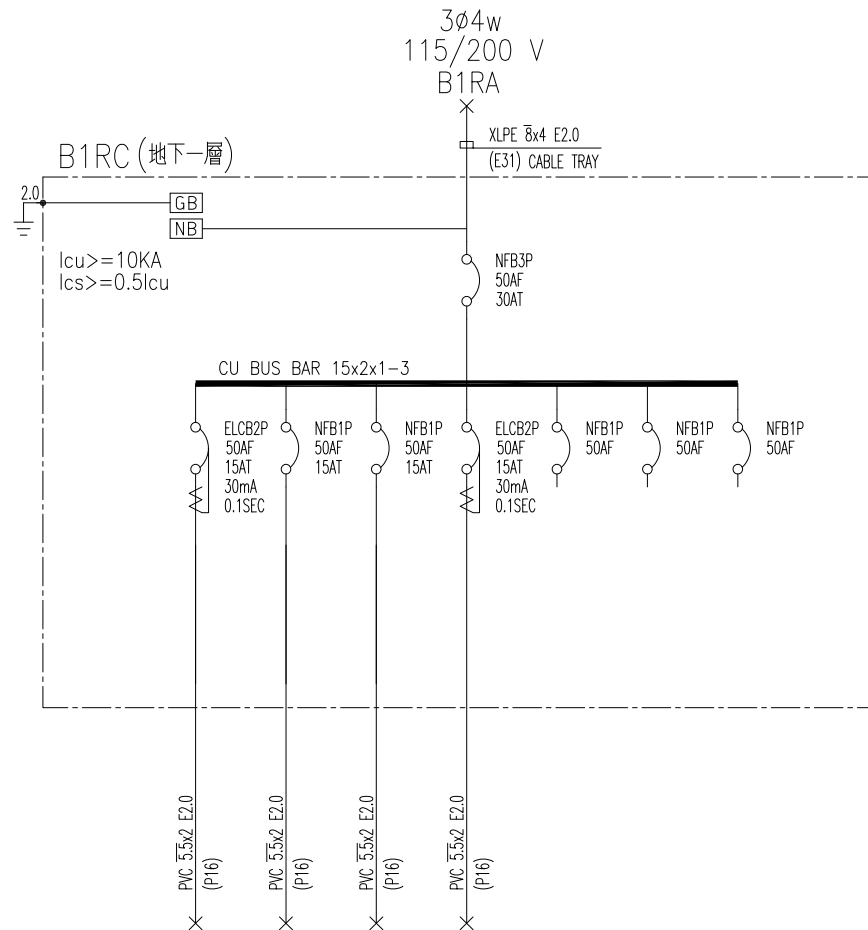 3ø4w
115/200 V
B1RA
XLPE 8x4 E2.0
(E31) CABLE TRAY
B1RC (地下一層)
2.0
GB
NB
Icu>=10KA
Ics>=0.5Icu
NFB3P
50AF
30AT
CU BUS BAR 15x2x1-3
ELCB2P
50AF
15AT
30mA
0.1SEC
NFB1P
50AF
15AT
NFB1P
50AF
15AT
ELCB2P
50AF
15AT
30mA
0.1SEC
NFB1P
50AF
NFB1P
50AF
NFB1P
50AF
PVC 5.5x2 E2.0
(P16)
PVC 5.5x2 E2.0
(P16)
PVC 5.5x2 E2.0
(P16)
PVC 5.5x2 E2.0
(P16)